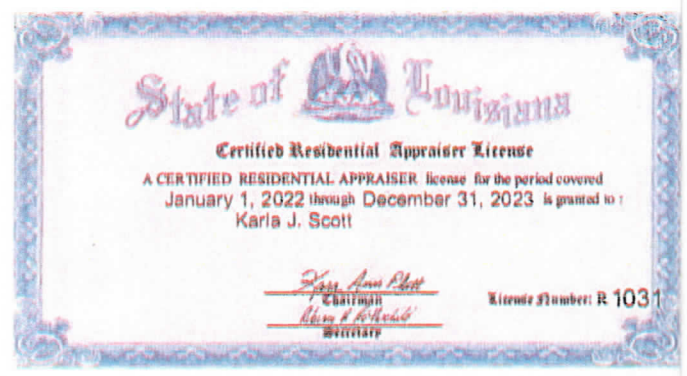 State of Louisiana
Certified Residential Appraiser License
A CERTIFIED RESIDENTIAL APPRAISER license for the period covered
January 1, 2022 through December 31, 2023 is granted to :
Karla J. Scott
Ann
Chairman
License Number: R 1031
Secretary